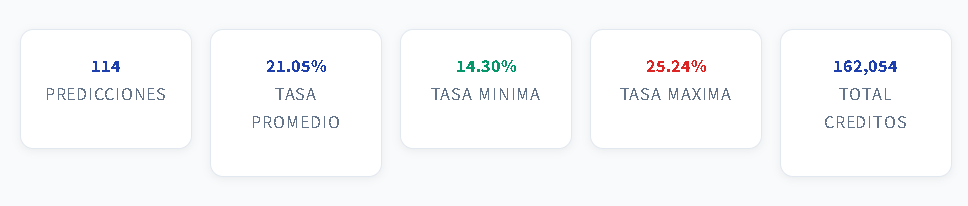 114
PREDICCIONES
21.05%
TASA
PROMEDIO
14.30%
TASA MINIMA
25.24%
TASA MAXIMA
162,054
TOTAL
CREDITOS